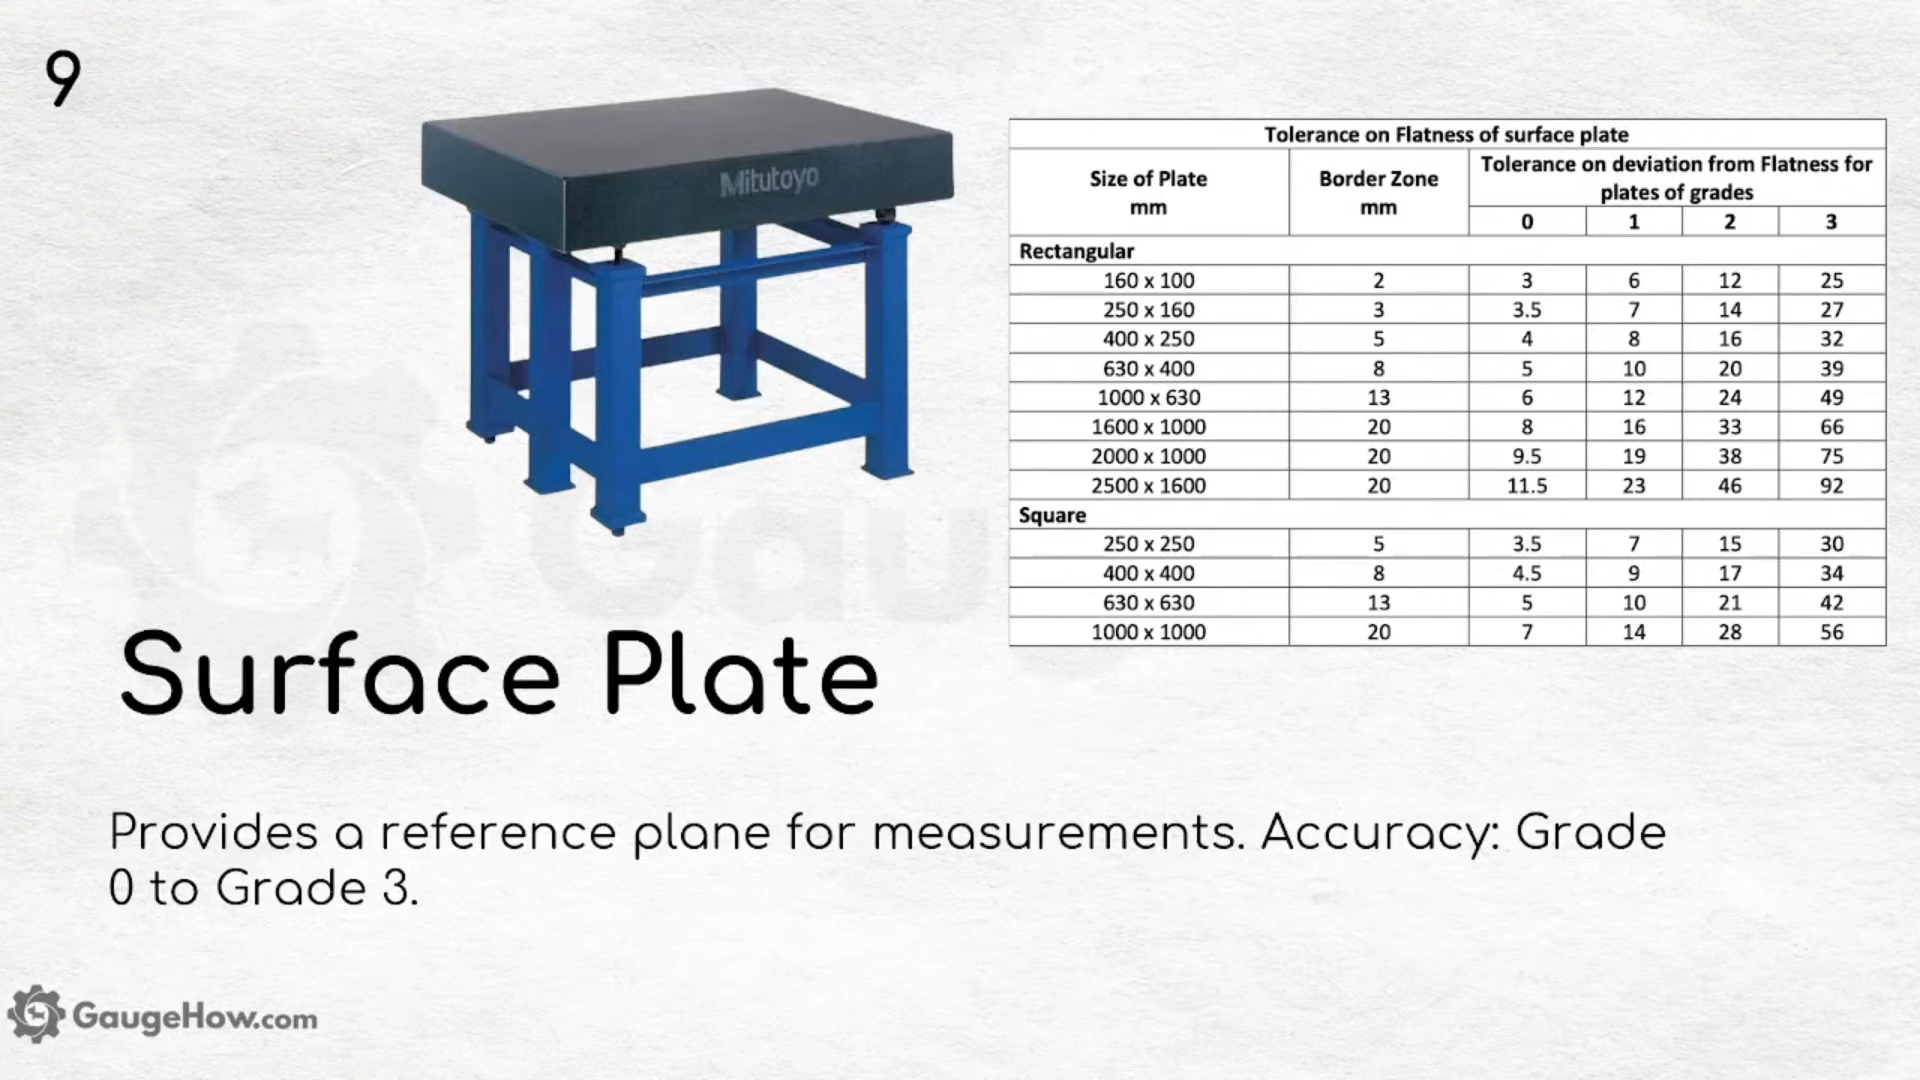 9
Mitutoyo
Tolerance on Flatness of surface plate
Size of Plate mm Border Zone mm Tolerance on deviation from Flatness for plates of grades
0 1 2 3
Rectangular
160 x 100 2 3 6 12 25
250 x 160 3 3.5 7 14 27
400 x 250 5 4 8 16 32
630 x 400 8 5 10 20 39
1000 x 630 13 6 12 24 49
1600 x 1000 20 8 16 33 66
2000 x 1000 20 9.5 19 38 75
2500 x 1600 20 11.5 23 46 92
Square
250 x 250 5 3.5 7 15 30
400 x 400 8 4.5 9 17 34
630 x 630 13 5 10 21 42
1000 x 1000 20 7 14 28 56
Surface Plate
Provides a reference plane for measurements. Accuracy: Grade
0 to Grade 3.
GaugeHow.com